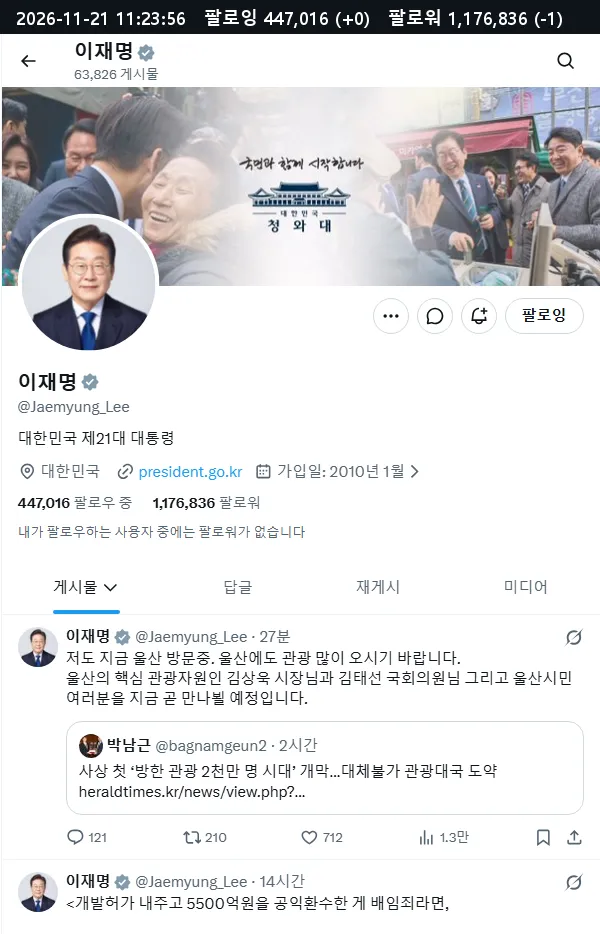 2026-11-21 11:23:56 팔로잉 447,016 (+0) 팔로워 1,176,836 (-1)
이재명
63,826 게시물
국민과 함께 시작합니다
대한민국
청와대
팔로잉
이재명
@Jaemyung_Lee
대한민국 제21대 대통령
대한민국 president.go.kr 가입일: 2010년 1월
447,016 팔로우 중 1,176,836 팔로워
내가 팔로우하는 사용자 중에는 팔로워가 없습니다
게시물 답글 재게시 미디어
이재명 @Jaemyung_Lee · 27분
저도 지금 울산 방문중. 울산에도 관광 많이 오시기 바랍니다.
울산의 핵심 관광자원인 김상욱 시장님과 김태선 국회의원님 그리고 울산시민
여러분을 지금 곧 만나뵐 예정입니다.
박남근 @bagnamgeun2 · 2시간
사상 첫 ‘방한 관광 2천만 명 시대’ 개막...대체불가 관광대국 도약
heraldtimes.kr/news/view.php?...
121 210 712 1.3만
이재명 @Jaemyung_Lee · 14시간
<개발허가 내주고 5500억원을 공익환수한 게 배임죄라면,